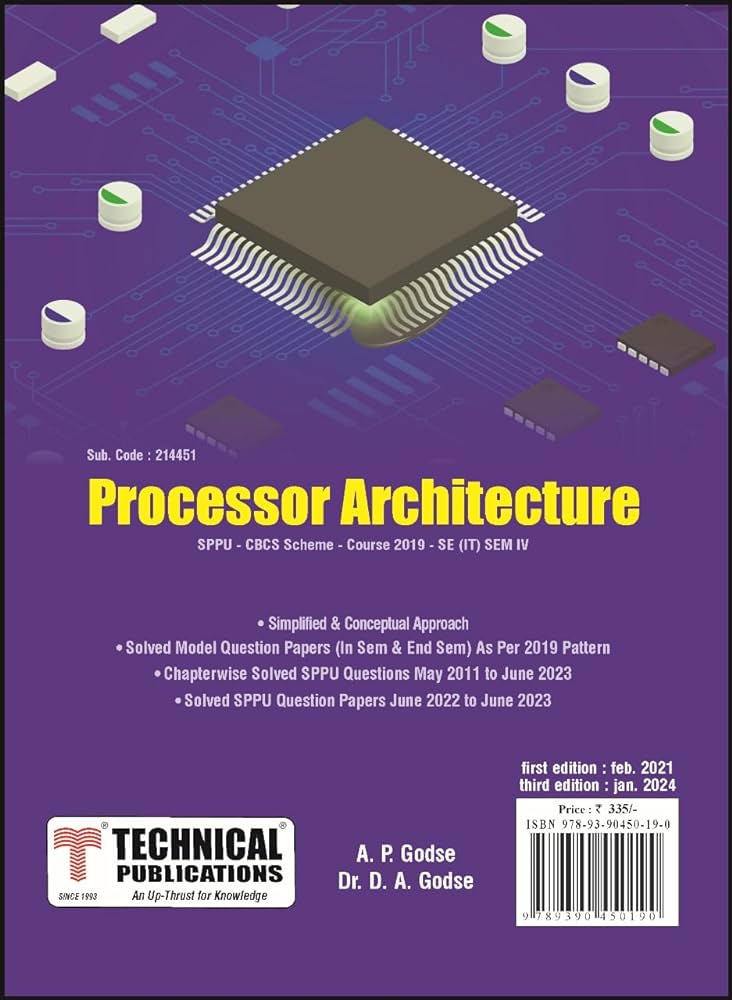 Sub. Code : 214451
Processor Architecture
SPPU - CBCS Scheme - Course 2019 - SE (IT) SEM IV
• Simplified & Conceptual Approach
• Solved Model Question Papers (In Sem & End Sem) As Per 2019 Pattern
• Chapterwise Solved SPPU Questions May 2011 to June 2023
• Solved SPPU Question Papers June 2022 to June 2023
first edition : feb. 2021
third edition : jan. 2024
Price : ₹ 335/-
ISBN 978-93-90450-19-0
9 789390 450190
® TECHNICAL®
PUBLICATIONS
SINCE 1993 An Up-Thrust for Knowledge
A. P. Godse
Dr. D. A. Godse